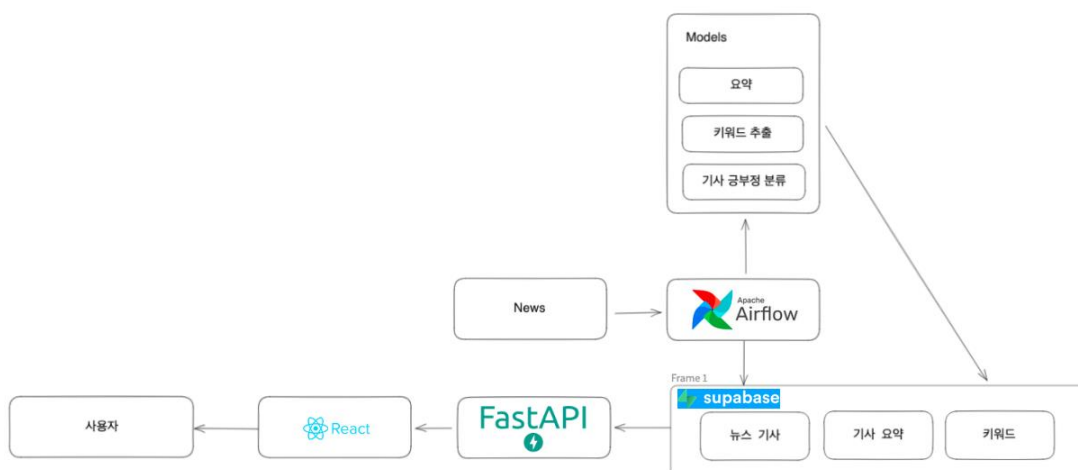 Models
요약
키워드 추출
기사 긍부정 분류
News
Apache
Airflow
Frame 1
supabase
뉴스 기사
기사 요약
키워드
사용자
React
FastAPI